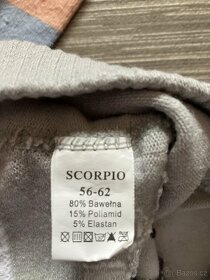 SCORPIO
56-62
80% Bawełna
15% Poliamid
5% Elastan